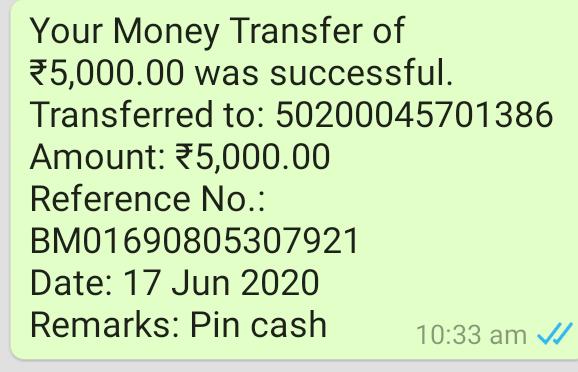 Your Money Transfer of
₹5,000.00 was successful.
Transferred to: 50200045701386
Amount: ₹5,000.00
Reference No.:
BM01690805307921
Date: 17 Jun 2020
Remarks: Pin cash
10:33 am